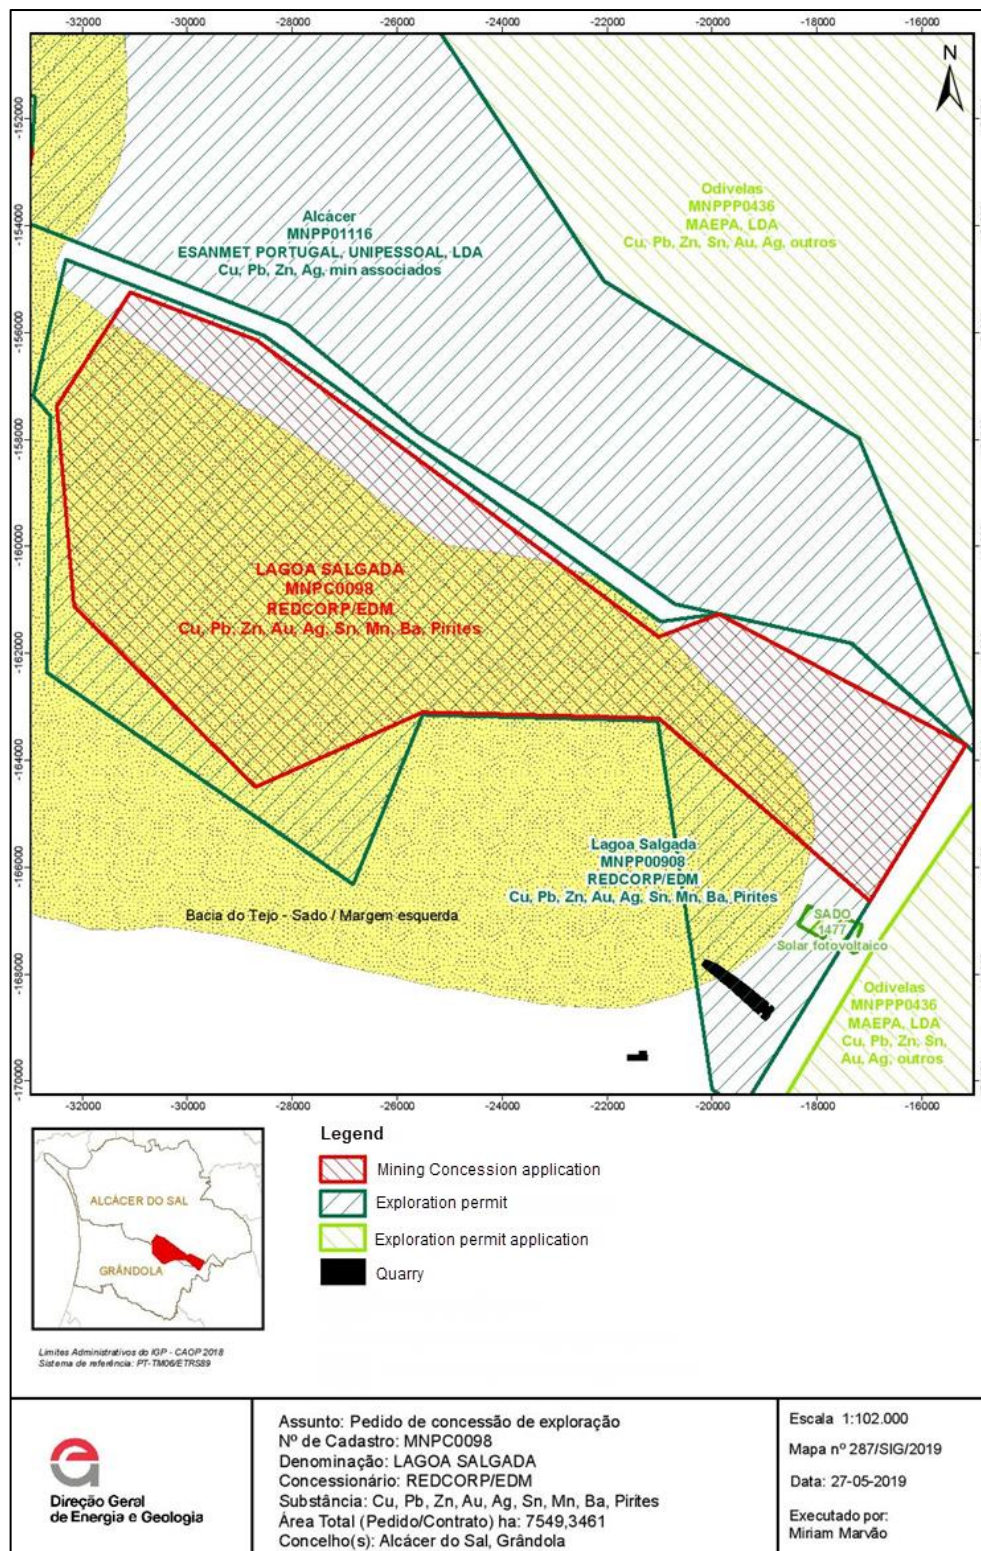 -32000 -30000 -28000 -26000 -24000 -22000 -20000 -18000 -16000
N
-152000
-154000
-156000
-158000
-160000
-162000
-164000
-166000
-168000
-170000
Odivelas
MNPPP0436
MAEPA, LDA
Cu, Pb, Zn, Sn, Au, Ag, outros
Alcácer
MNPP01116
ESANMET PORTUGAL, UNIPESSOAL, LDA
Cu, Pb, Zn, Ag, min associados
LAGOA SALGADA
MNPC0098
REDCORP/EDM
Cu, Pb, Zn, Au, Ag, Sn, Mn, Ba, Pirites
Lagoa Salgada
MNPP00908
REDCORP/EDM
Cu, Pb, Zn, Au, Ag, Sn, Mn, Ba, Pirites
Bacia do Tejo - Sado / Margem esquerda
SADO
1477
Solar fotovoltaico
Odivelas
MNPPP0436
MAEPA, LDA
Cu, Pb, Zn, Sn,
Au, Ag, outros
-32000 -30000 -28000 -26000 -24000 -22000 -20000 -18000 -16000
ALCÁCER DO SAL
GRÂNDOLA
Legend
Mining Concession application
Exploration permit
Exploration permit application
Quarry
Limites Administrativos do IGP - CAOP 2018
Sistema de referência: PT-TM06/ETRS89
Direção Geral
de Energia e Geologia
Assunto: Pedido de concessão de exploração
Nº de Cadastro: MNPC0098
Denominação: LAGOA SALGADA
Concessionário: REDCORP/EDM
Substância: Cu, Pb, Zn, Au, Ag, Sn, Mn, Ba, Pirites
Área Total (Pedido/Contrato) ha: 7549,3461
Concelho(s): Alcácer do Sal, Grândola
Escala 1:102.000
Mapa nº 287/SIG/2019
Data: 27-05-2019
Executado por:
Miriam Marvão